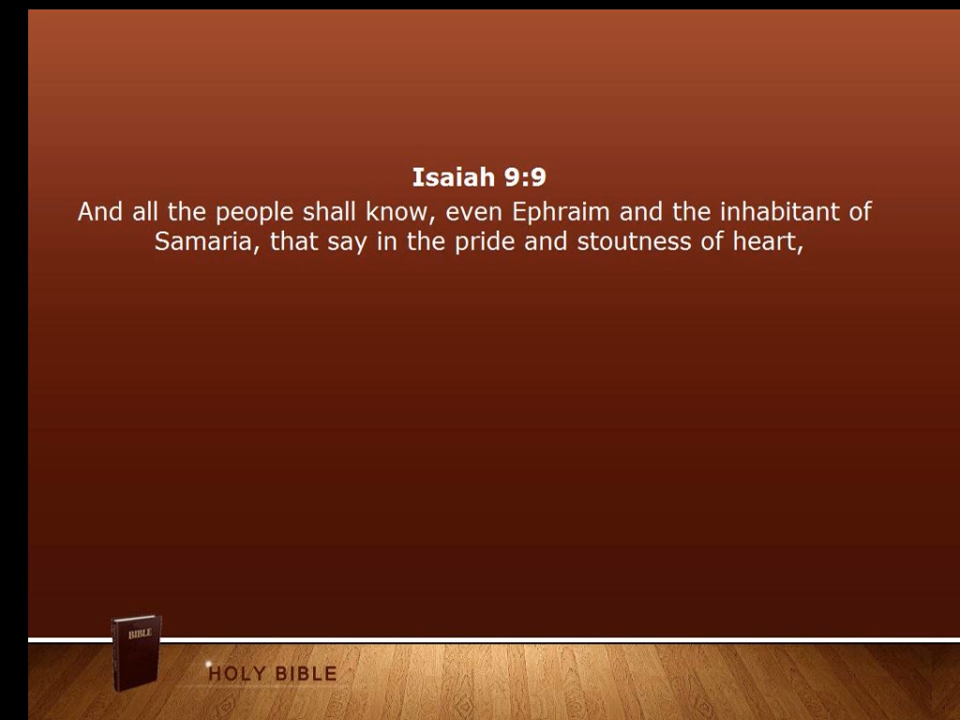 Isaiah 9:9
And all the people shall know, even Ephraim and the inhabitant of
Samaria, that say in the pride and stoutness of heart,
BIBLE
HOLY BIBLE